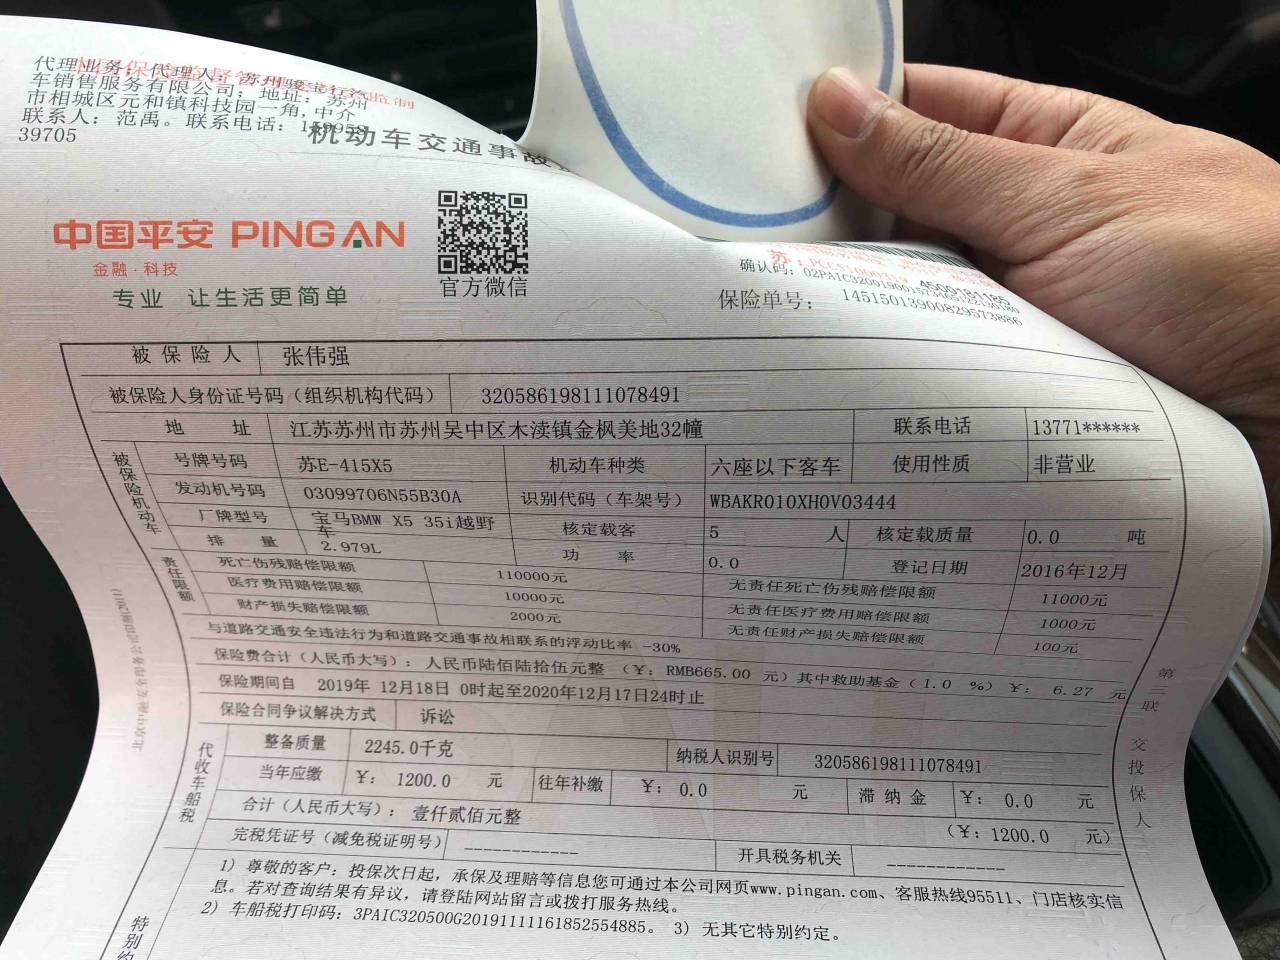 代理业务: 代理人: 苏州骏宝行汽
车销售服务有限公司; 地址: 苏州
市相城区元和镇科技园一角, 中介
联系人: 范禹。联系电话:
39705
机动车交通事故
中国平安 PING AN
金融·科技
专业 让生活更简单
官方微信
4500181185
确认码: 02PAIC320019001573465122130180
保险单号: 14515013900829573886
被保险人 张伟强
被保险人身份证号码(组织机构代码) 320586198111078491
地 址 江苏苏州市苏州吴中区木渎镇金枫美地32幢 联系电话 13771******
被保险机动车
号牌号码 苏E-415X5 机动车种类 六座以下客车 使用性质 非营业
发动机号码 03099706N55B30A 识别代码(车架号) WBAKR010XH0V03444
厂牌型号 宝马BMW X5 35i越野车 核定载客 5 人 核定载质量 0.0 吨
排 量 2.979L 功 率 0.0 登记日期 2016年12月
责任限额
死亡伤残赔偿限额 110000元 无责任死亡伤残赔偿限额 11000元
医疗费用赔偿限额 10000元 无责任医疗费用赔偿限额 1000元
财产损失赔偿限额 2000元 无责任财产损失赔偿限额 100元
与道路交通安全违法行为和道路交通事故相联系的浮动比率 -30%
保险费合计(人民币大写): 人民币陆佰陆拾伍元整 (¥: RMB665.00 元)其中救助基金(1.0 %)¥: 6.27 元
保险期间自 2019年 12月18日 0时起至2020年12月17日24时止
保险合同争议解决方式 诉讼
代收车船税
整备质量 2245.0千克 纳税人识别号 320586198111078491
当年应缴 ¥: 1200.0 元 往年补缴 ¥: 0.0 元 滞纳金 ¥: 0.0 元
合计(人民币大写): 壹仟贰佰元整 (¥:1200.0 元)
完税凭证号(减免税证明号) ------------ 开具税务机关 ------------
1) 尊敬的客户: 投保次日起, 承保及理赔等信息您可通过本公司网页www.pingan.com、客服热线95511、门店核实信
息。若对查询结果有异议, 请登陆网站留言或拨打服务热线。
2) 车船税打印码: 3PAIC320500G20191111161852554885。 3) 无其它特别约定。
特别约
第三联 交投保人